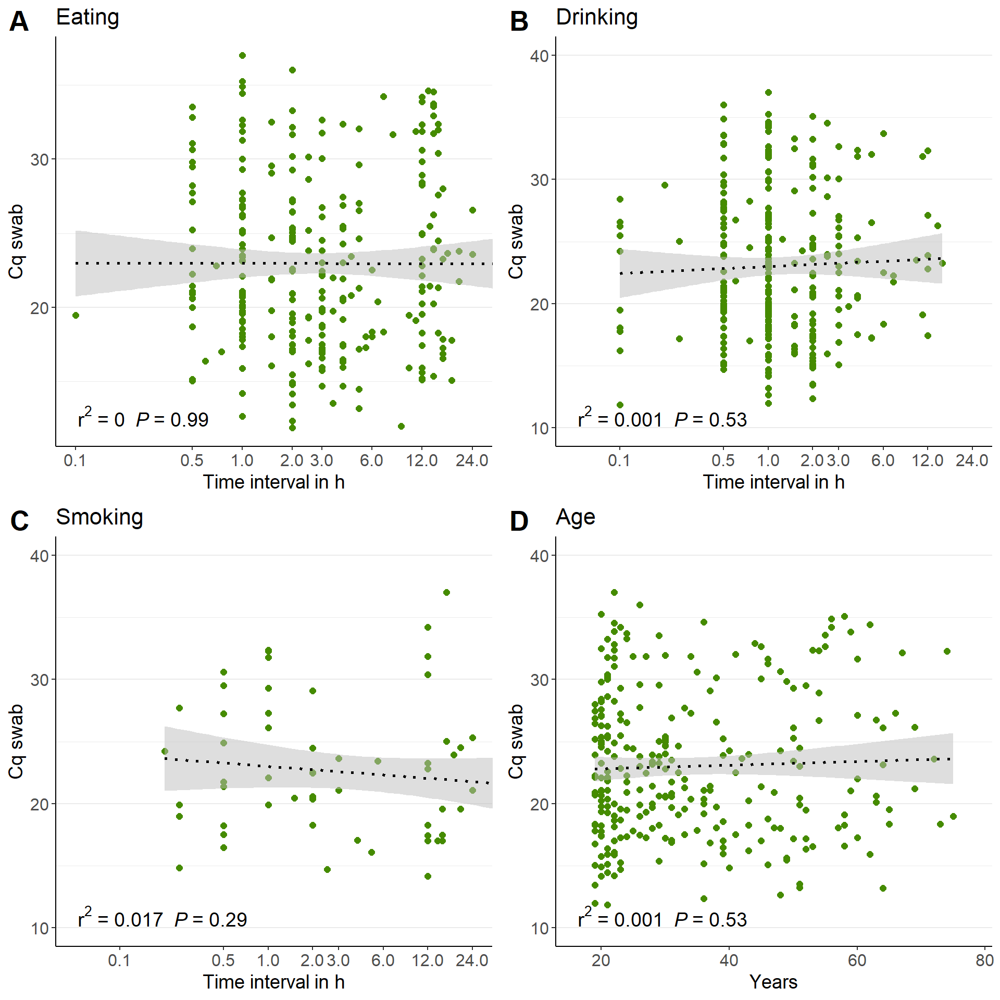 A Eating
30
20
Cq swab
r² = 0 P = 0.99
0.1 0.5 1.0 2.0 3.0 6.0 12.0 24.0
Time interval in h
B Drinking
40
30
20
10
Cq swab
r² = 0.001 P = 0.53
0.1 0.5 1.0 2.0 3.0 6.0 12.0 24.0
Time interval in h
C Smoking
40
30
20
10
Cq swab
r² = 0.017 P = 0.29
0.1 0.5 1.0 2.0 3.0 6.0 12.0 24.0
Time interval in h
D Age
40
30
20
10
Cq swab
r² = 0.001 P = 0.53
20 40 60 80
Years